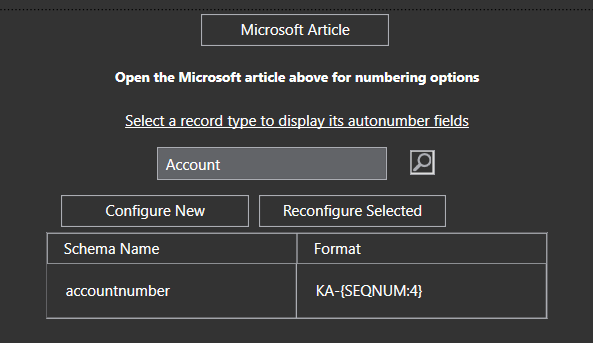 Microsoft Article
Open the Microsoft article above for numbering options
Select a record type to display its autonumber fields
Account
Configure New Reconfigure Selected
Schema Name Format
accountnumber KA-{SEQNUM:4}